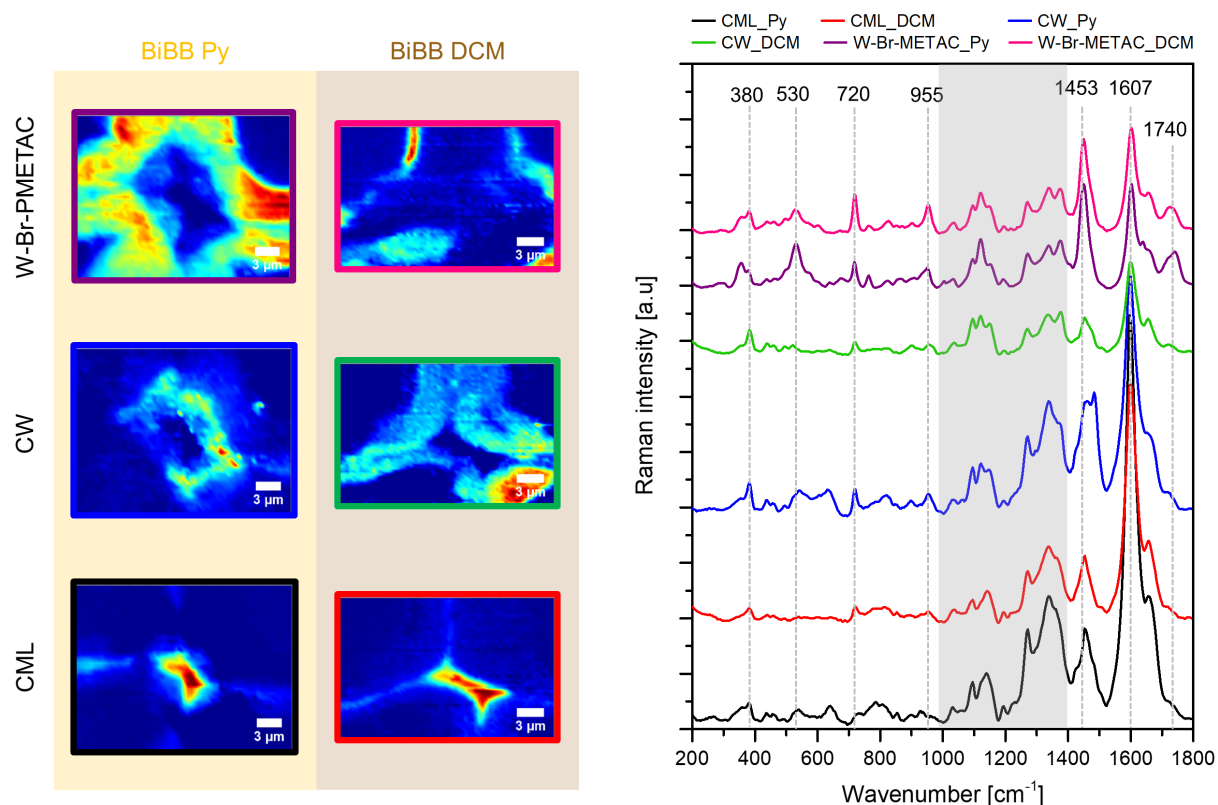 BiBB Py
BiBB DCM
W-Br-PMETAC
3 µm
3 µm
CW
3 µm
3 µm
CML
3 µm
3 µm
CML_Py
CML_DCM
CW_Py
CW_DCM
W-Br-METAC_Py
W-Br-METAC_DCM
380
530
720
955
1453
1607
1740
Raman intensity [a.u]
200
400
600
800
1000
1200
1400
1600
1800
Wavenumber [cm⁻¹]